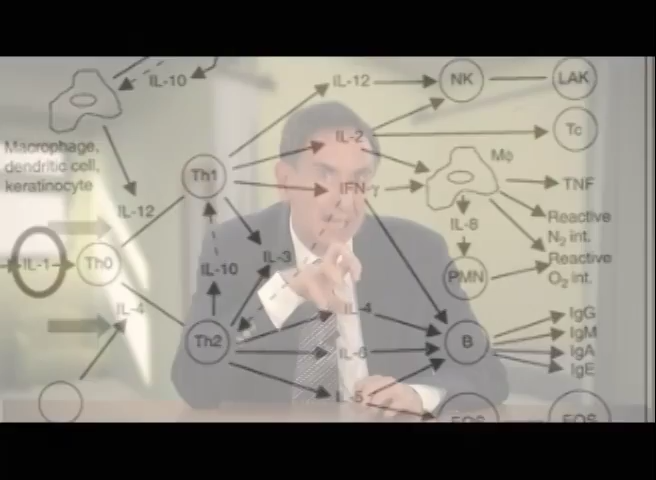 IL-10
IL-12
NK
LAK
IL-2
Tc
Macrophage,
dendritic cell,
keratinocyte
Th1
Mϕ
IFN-γ
TNF
IL-12
IL-8
Reactive
N₂ int.
IL-1
Th0
IL-10
IL-3
PMN
Reactive
O₂ int.
IL-4
IL-4
Th2
IL-6
B
IgG
IgM
IgA
IgE
IL-5
EOS
EOS